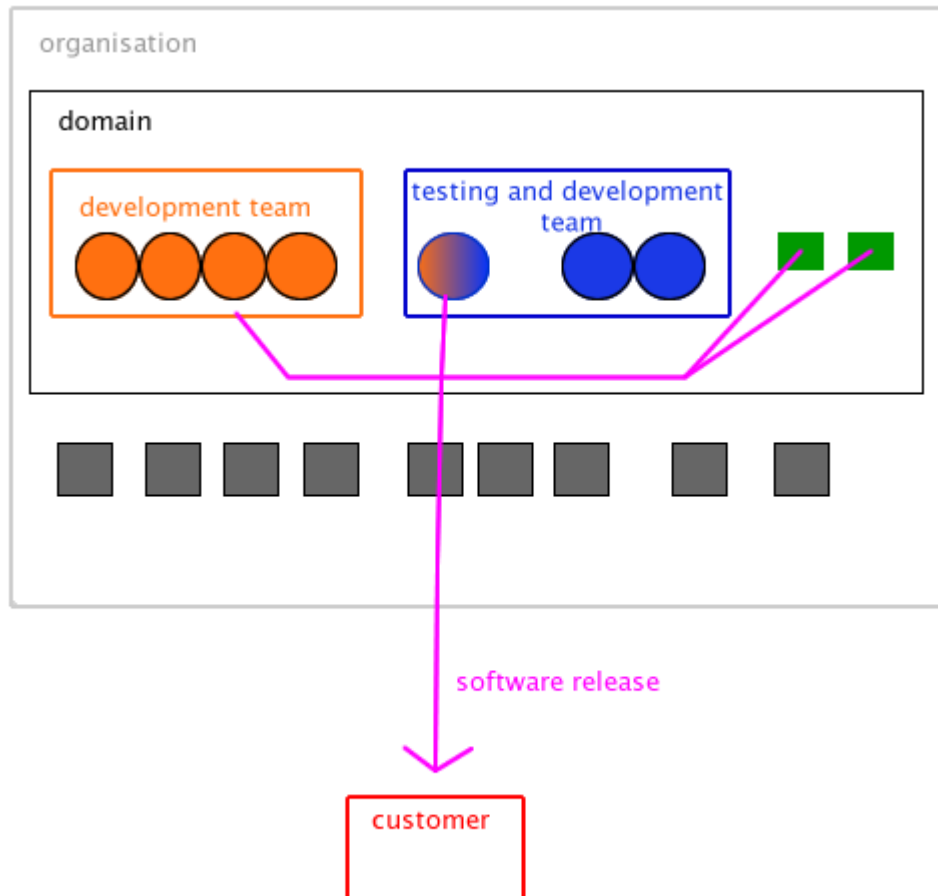 organisation
domain
development team
testing and development
team
software release
customer